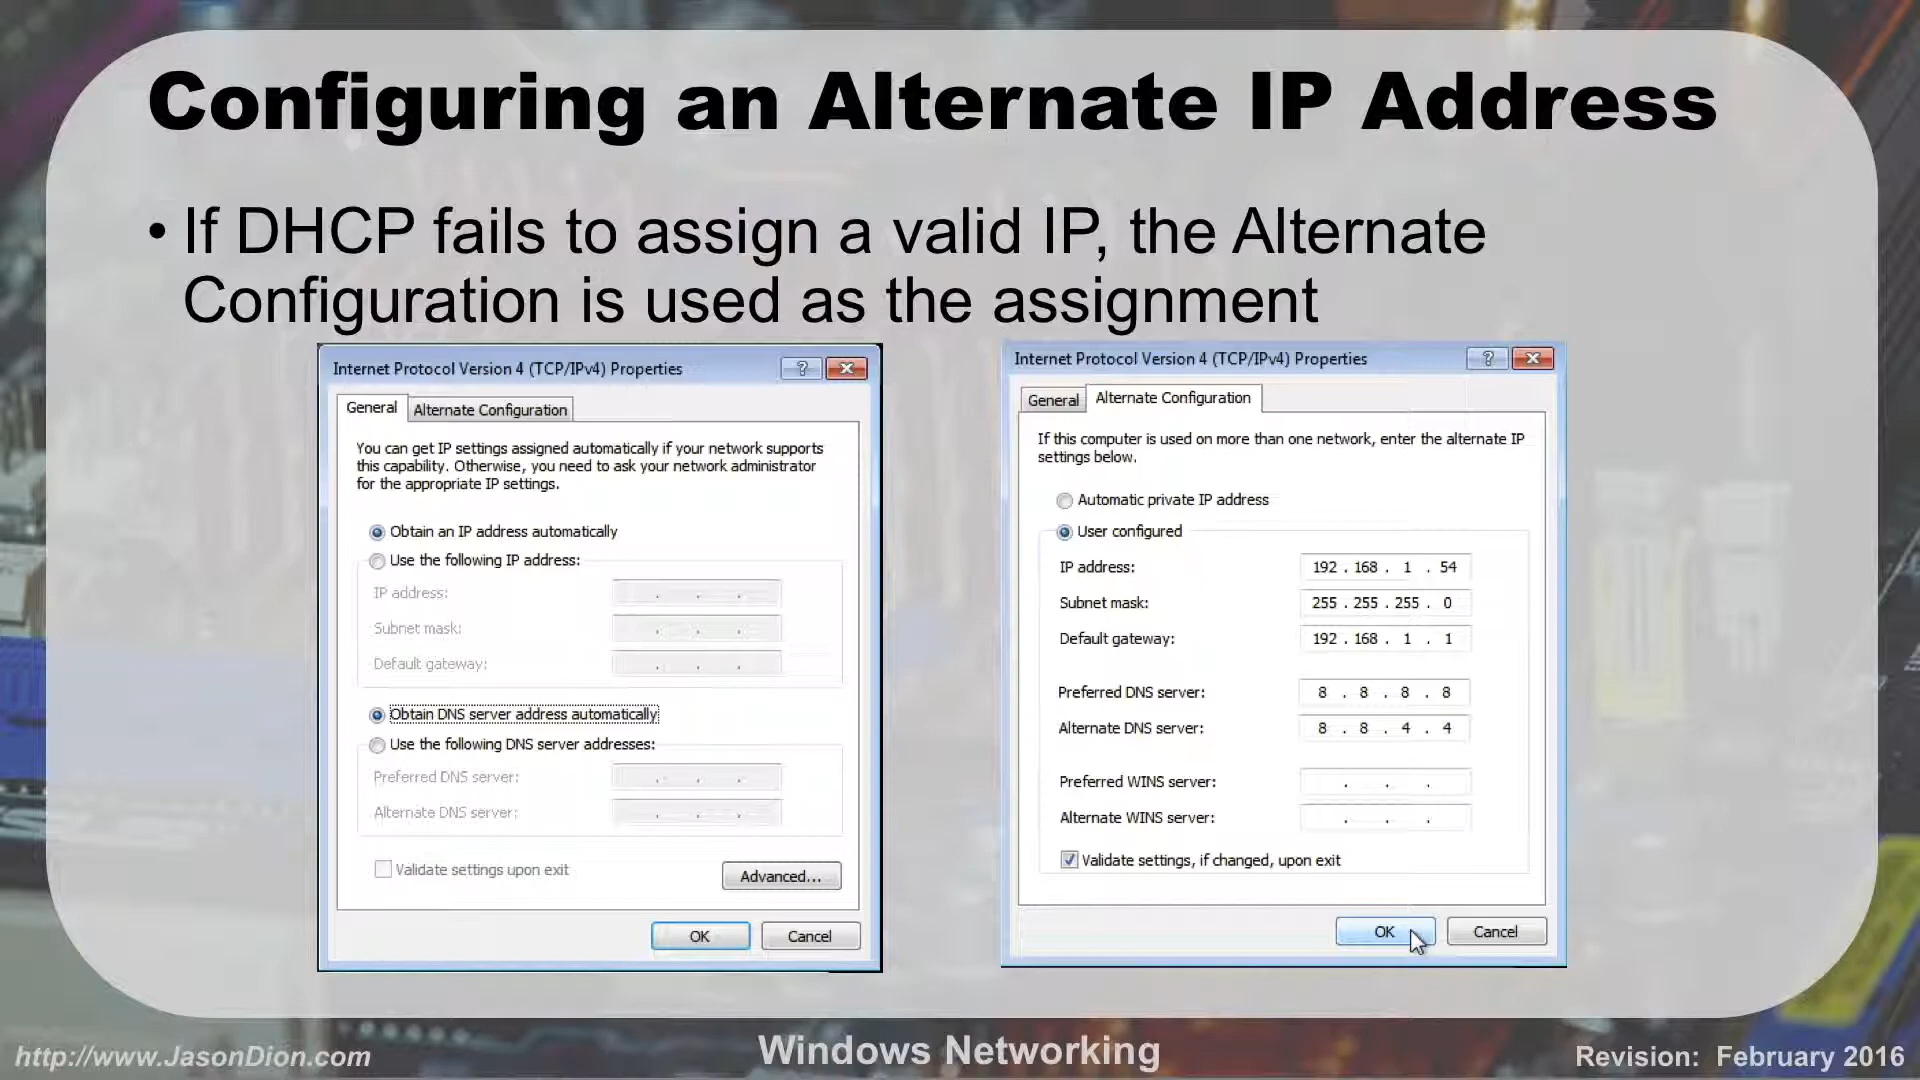 Configuring an Alternate IP Address
• If DHCP fails to assign a valid IP, the Alternate
Configuration is used as the assignment
Internet Protocol Version 4 (TCP/IPv4) Properties
General
Alternate Configuration
You can get IP settings assigned automatically if your network supports
this capability. Otherwise, you need to ask your network administrator
for the appropriate IP settings.
Obtain an IP address automatically
Use the following IP address:
IP address:
Subnet mask:
Default gateway:
Obtain DNS server address automatically
Use the following DNS server addresses:
Preferred DNS server:
Alternate DNS server:
Validate settings upon exit
Advanced...
OK
Cancel
Internet Protocol Version 4 (TCP/IPv4) Properties
General
Alternate Configuration
If this computer is used on more than one network, enter the alternate IP
settings below.
Automatic private IP address
User configured
IP address: 192 . 168 . 1 . 54
Subnet mask: 255 . 255 . 255 . 0
Default gateway: 192 . 168 . 1 . 1
Preferred DNS server: 8 . 8 . 8 . 8
Alternate DNS server: 8 . 8 . 4 . 4
Preferred WINS server:
Alternate WINS server:
Validate settings, if changed, upon exit
OK
Cancel
http://www.JasonDion.com
Windows Networking
Revision: February 2016